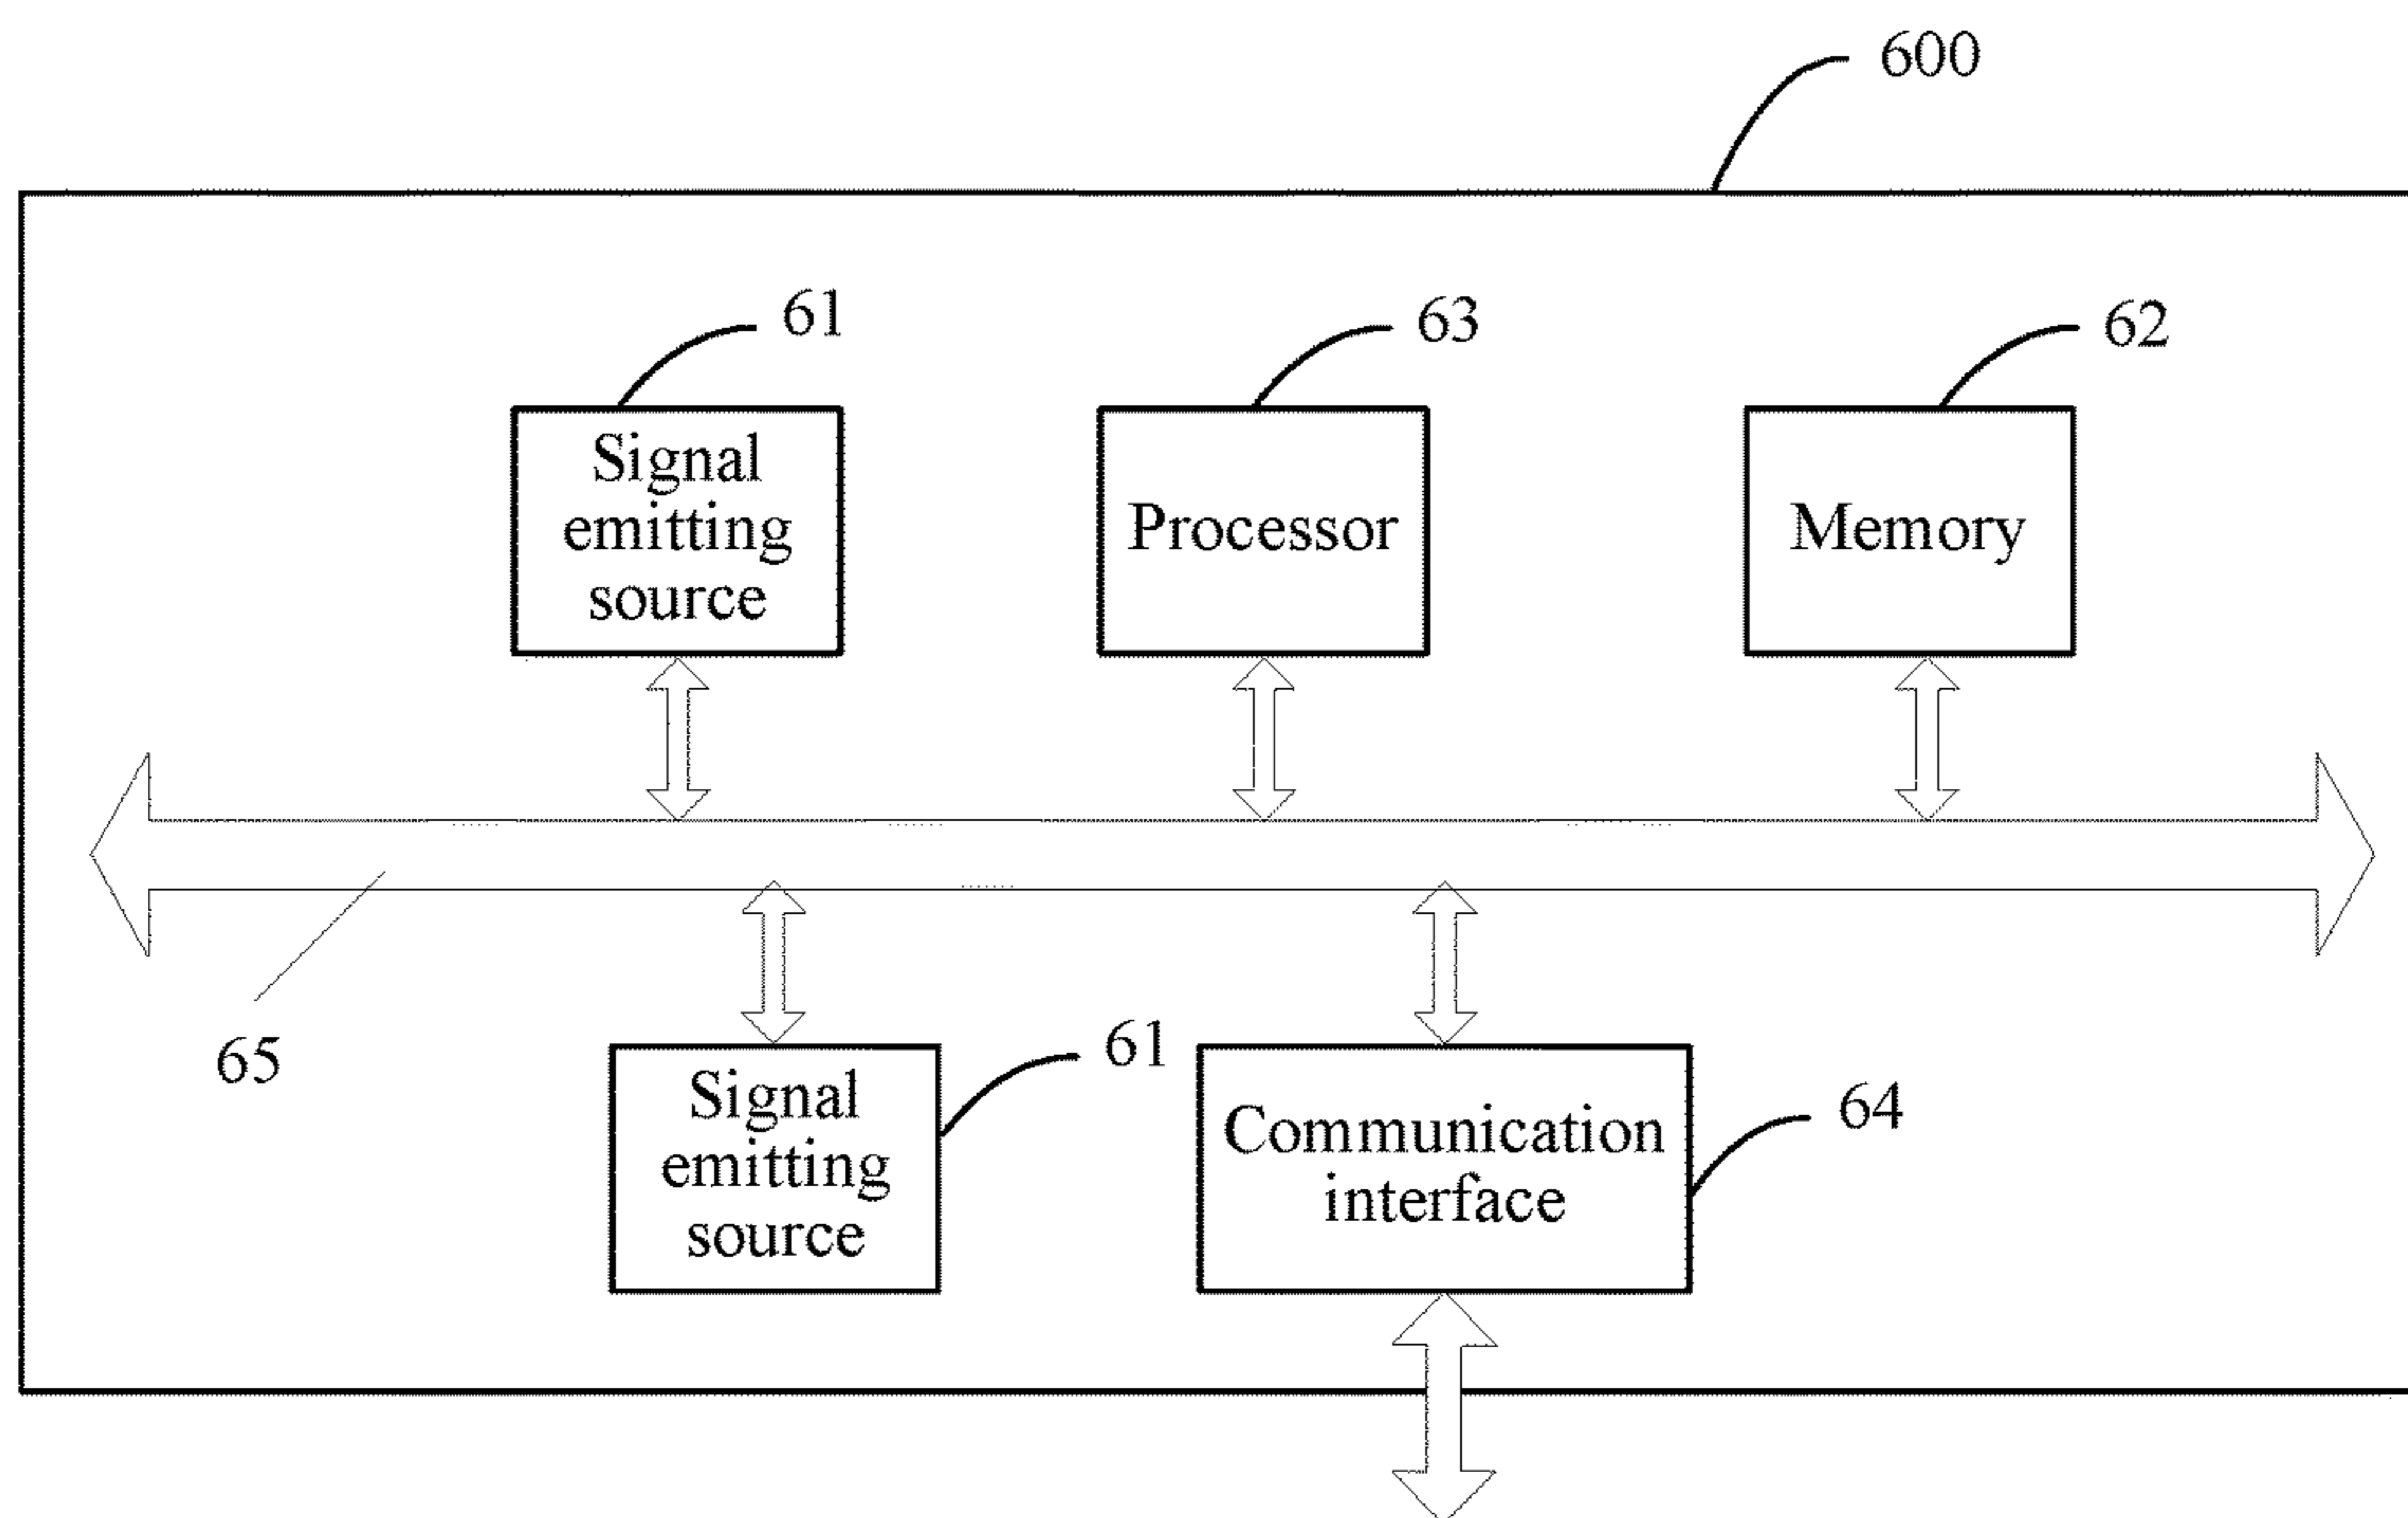 600
61
63
62
Signal
emitting
source
Processor
Memory
65
61
Signal
emitting
source
Communication
interface
64